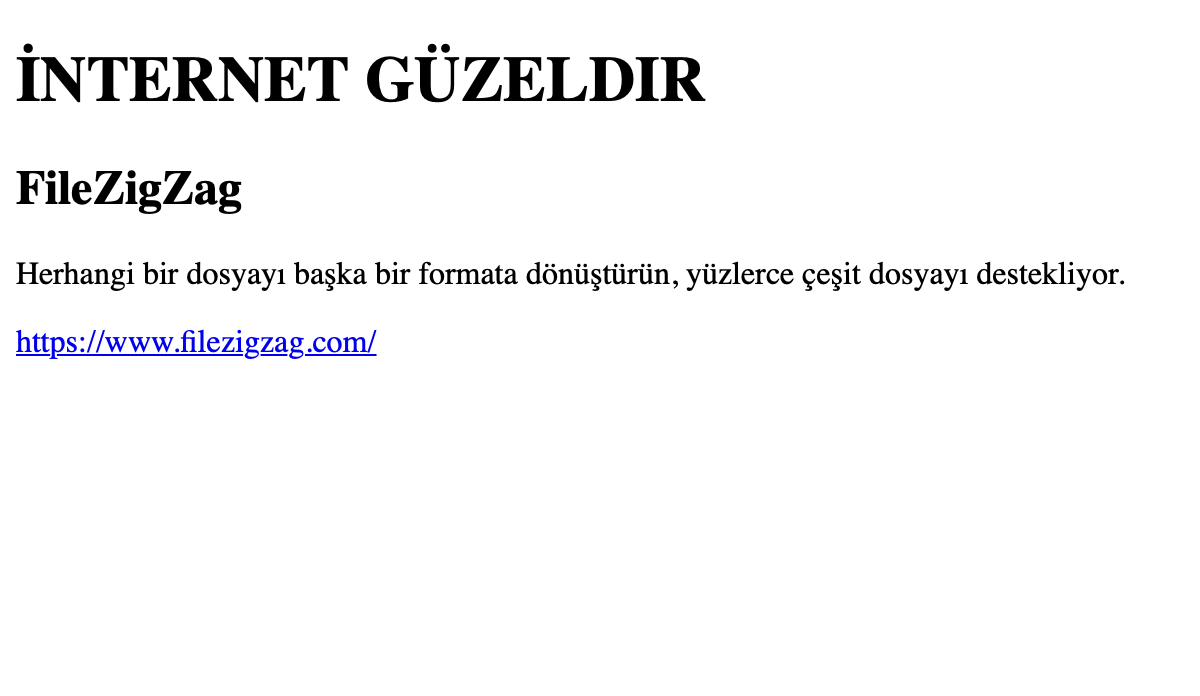 İNTERNET GÜZELDIR
FileZigZag
Herhangi bir dosyayı başka bir formata dönüştürün, yüzlerce çeşit dosyayı destekliyor.
https://www.filezigzag.com/